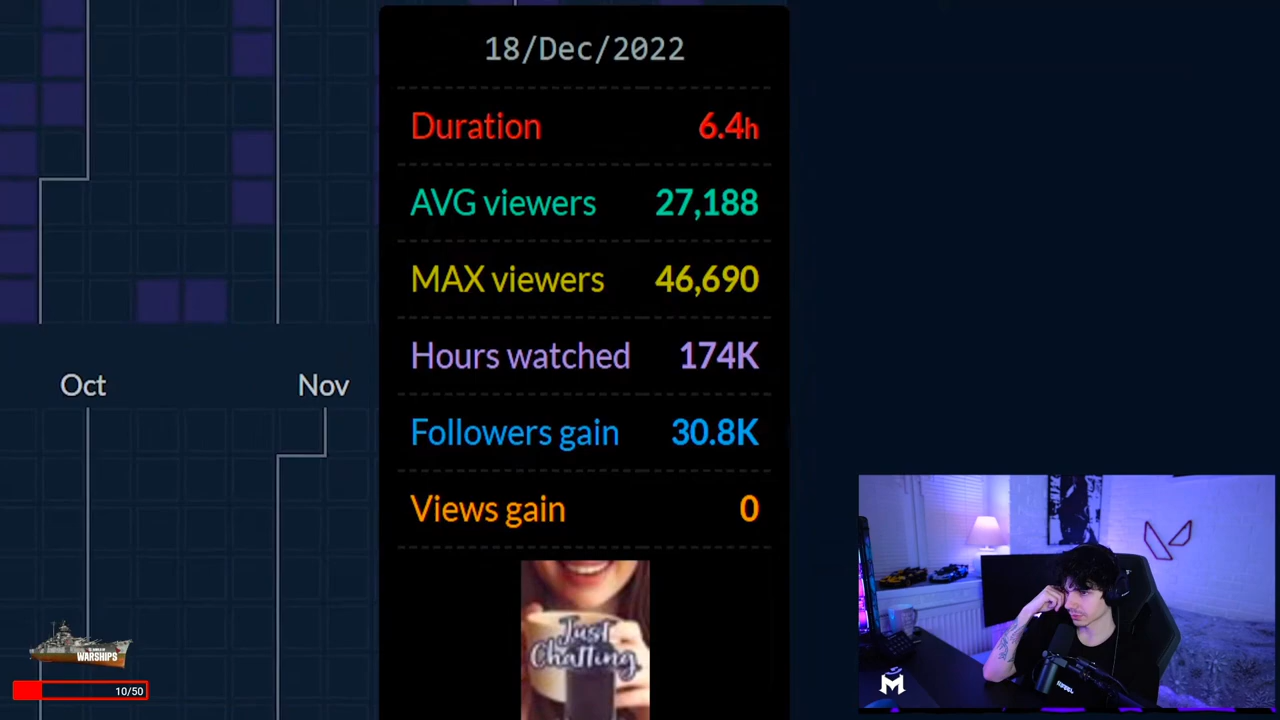 18/Dec/2022
Duration 6.4h
AVG viewers 27,188
MAX viewers 46,690
Hours watched 174K
Followers gain 30.8K
Views gain 0
Just
Chatting
Oct
Nov
WARSHIPS
10/50